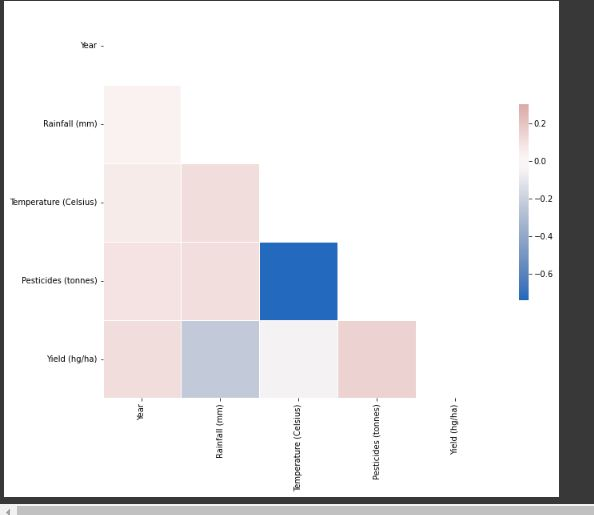 Year
Rainfall (mm)
Temperature (Celsius)
Pesticides (tonnes)
Yield (hg/ha)
0.2
0.0
−0.2
−0.4
−0.6
Year
Rainfall (mm)
Temperature (Celsius)
Pesticides (tonnes)
Yield (hg/ha)